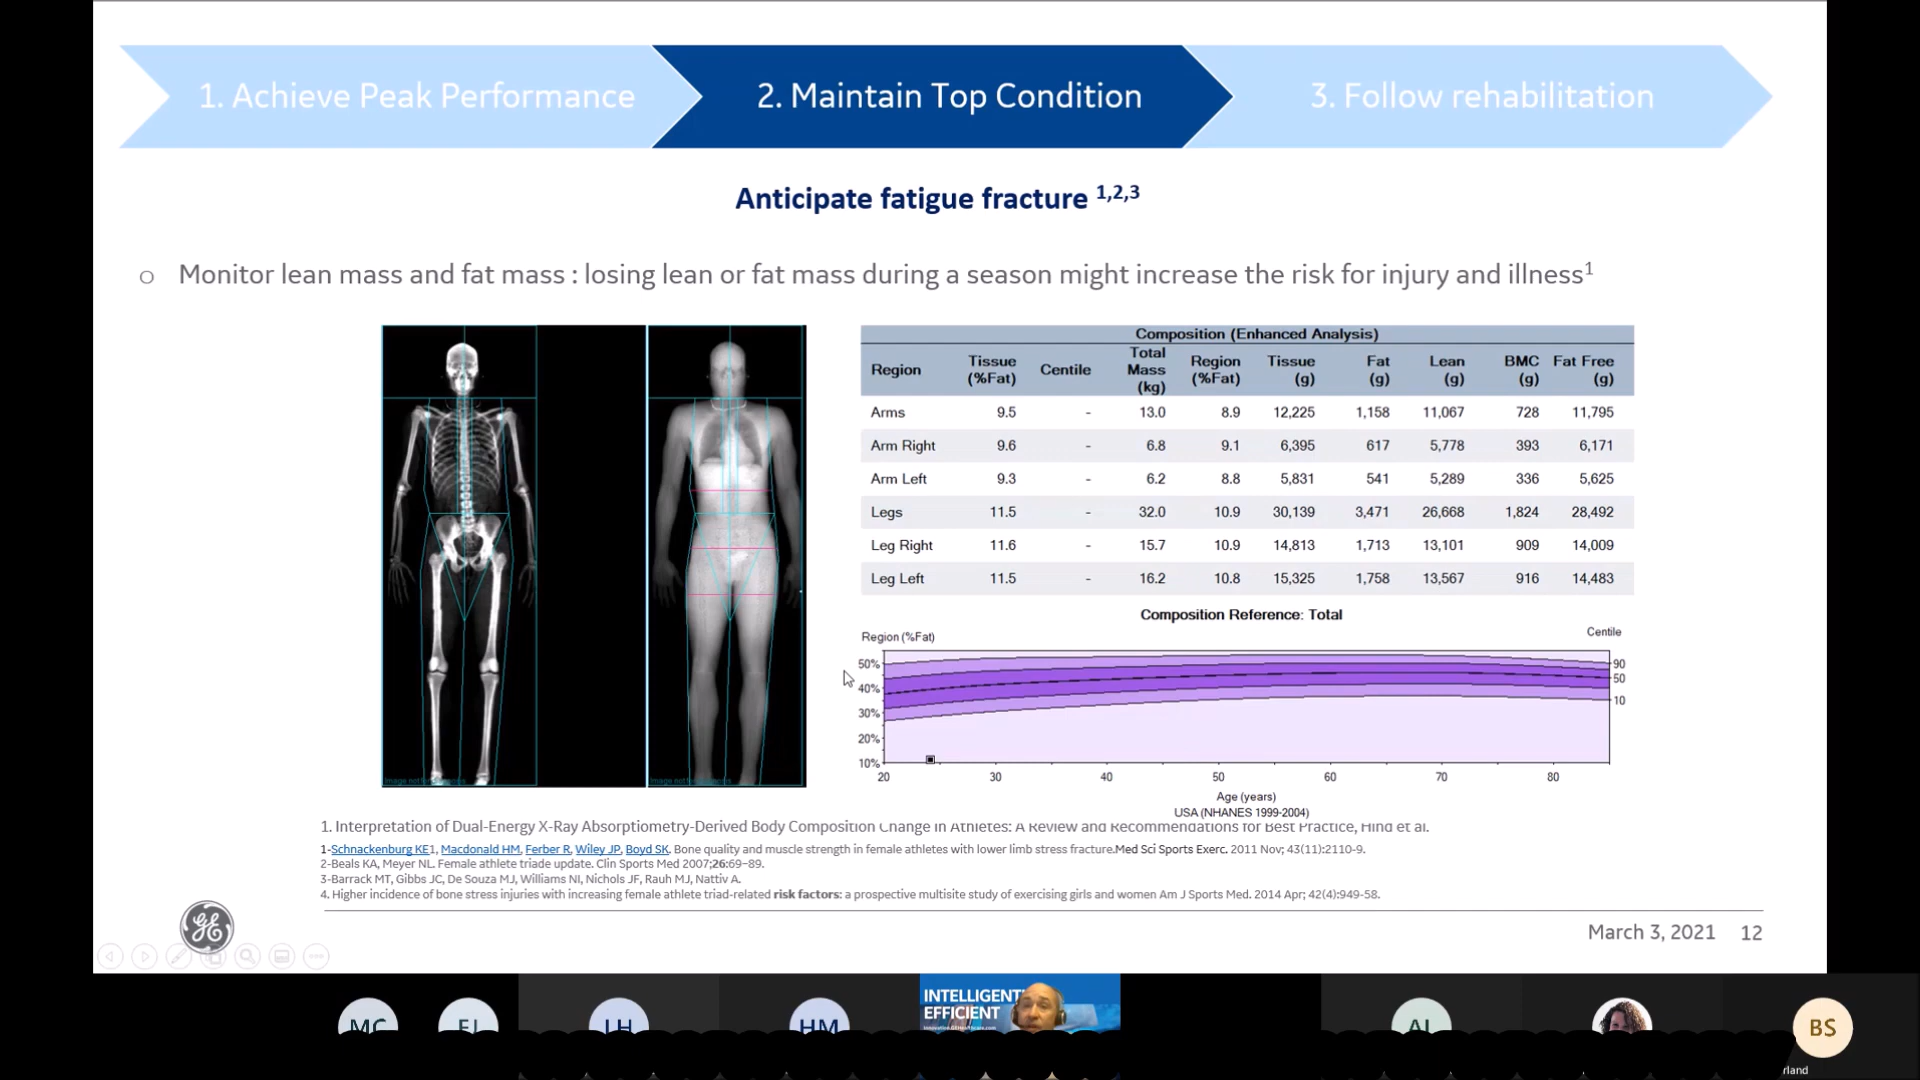 1. Achieve Peak Performance
2. Maintain Top Condition
3. Follow rehabilitation
Anticipate fatigue fracture 1,2,3
o Monitor lean mass and fat mass : losing lean or fat mass during a season might increase the risk for injury and illness1
Composition (Enhanced Analysis)
Region Tissue (%Fat) Centile Total Mass (kg) Region (%Fat) Tissue (g) Fat (g) Lean (g) BMC (g) Fat Free (g)
Arms 9.5 - 13.0 8.9 12,225 1,158 11,067 728 11,795
Arm Right 9.6 - 6.8 9.1 6,395 617 5,778 393 6,171
Arm Left 9.3 - 6.2 8.8 5,831 541 5,289 336 5,625
Legs 11.5 - 32.0 10.9 30,139 3,471 26,668 1,824 28,492
Leg Right 11.6 - 15.7 10.9 14,813 1,713 13,101 909 14,009
Leg Left 11.5 - 16.2 10.8 15,325 1,758 13,567 916 14,483
Composition Reference: Total
Region (%Fat) Centile
50% 90
40% 50
30% 10
20%
10%
20 30 40 50 60 70 80
Age (years)
USA (NHANES 1999-2004)
1. Interpretation of Dual-Energy X-Ray Absorptiometry-Derived Body Composition Change in Athletes: A Review and Recommendations for Best Practice, Hind et al.
1-Schnackenburg KE1, Macdonald HM, Ferber R, Wiley JP, Boyd SK. Bone quality and muscle strength in female athletes with lower limb stress fracture.Med Sci Sports Exerc. 2011 Nov; 43(11):2110-9.
2-Beals KA, Meyer NL. Female athlete triade update. Clin Sports Med 2007;26:69–89.
3-Barrack MT, Gibbs JC, De Souza MJ, Williams NI, Nichols JF, Rauh MJ, Nattiv A.
4. Higher incidence of bone stress injuries with increasing female athlete triad-related risk factors: a prospective multisite study of exercising girls and women Am J Sports Med. 2014 Apr; 42(4):949-58.
GE
March 3, 2021 12
INTELLIGENT
EFFICIENT
MC
LH
HM
BS
rland